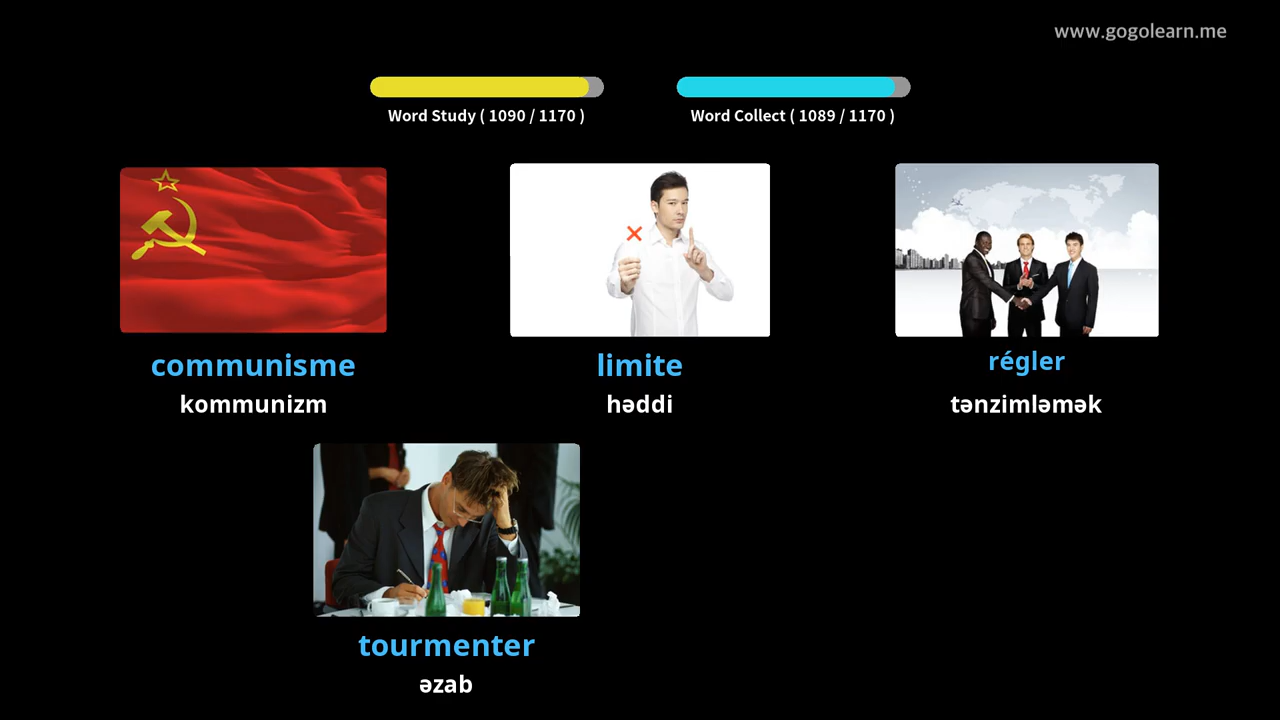 www.gogolearn.me
Word Study ( 1090 / 1170 )
Word Collect ( 1089 / 1170 )
communisme
limite
régler
kommunizm
həddi
tənzimləmək
tourmenter
əzab